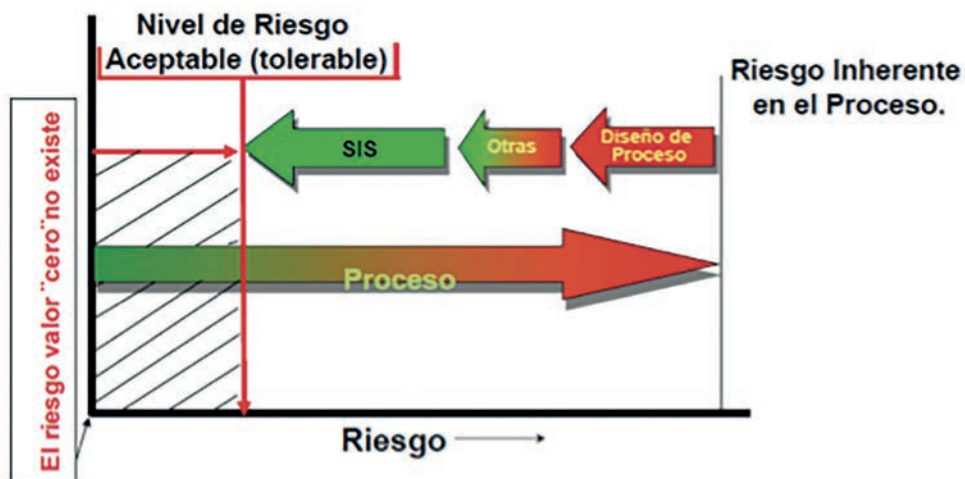 Nivel de Riesgo
Aceptable (tolerable)
Riesgo Inherente
en el Proceso.
SIS
Otras
Diseño de
Proceso
Proceso
El riesgo valor ¨cero¨no existe
Riesgo